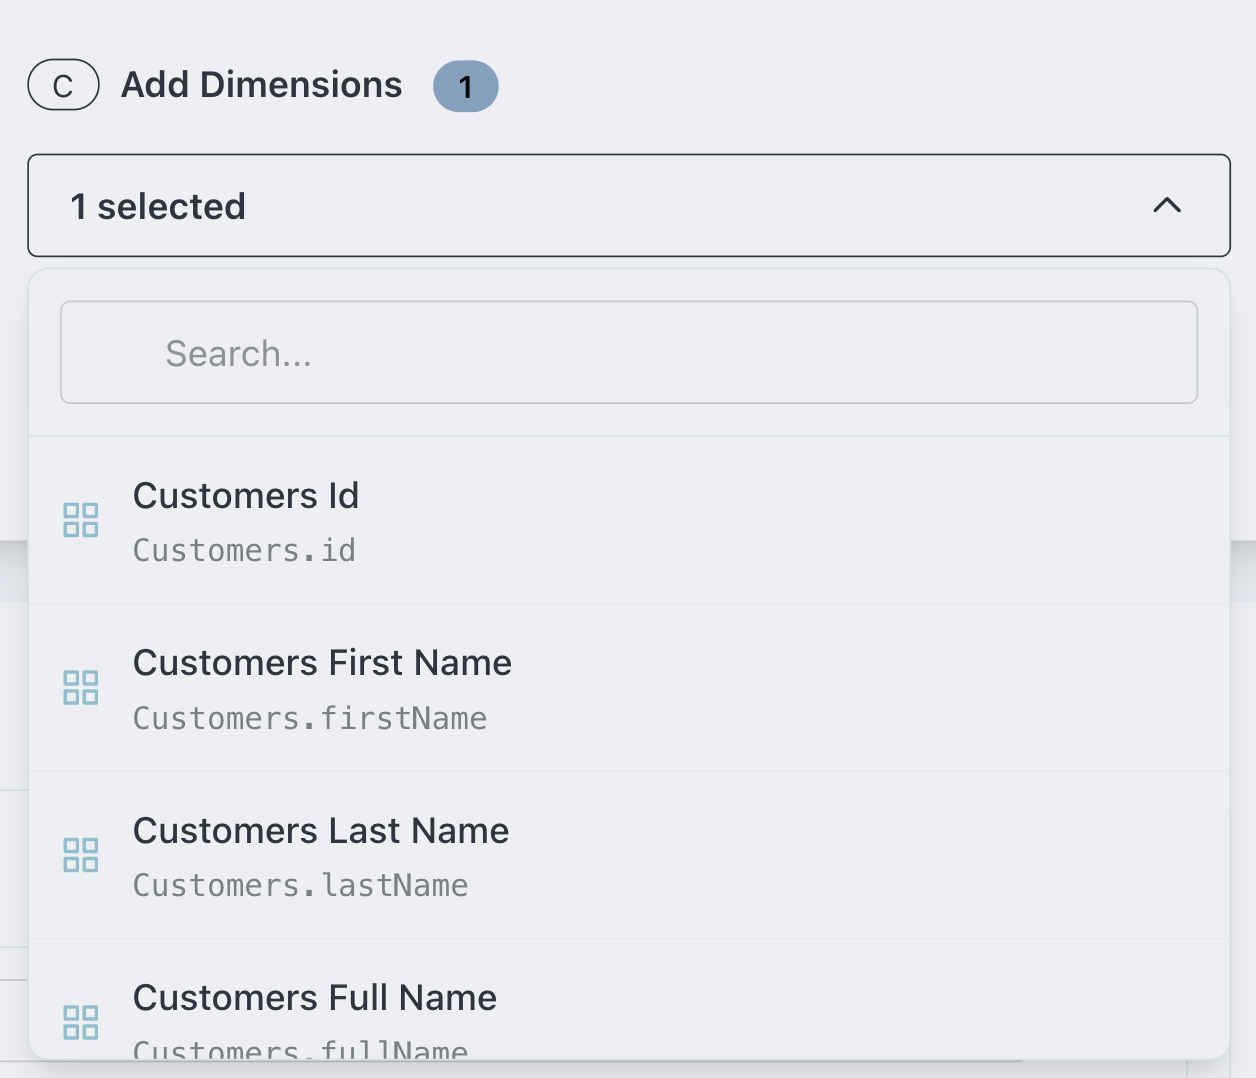 C Add Dimensions 1
1 selected
Search...
Customers Id
Customers.id
Customers First Name
Customers.firstName
Customers Last Name
Customers.lastName
Customers Full Name
Customers.fullName